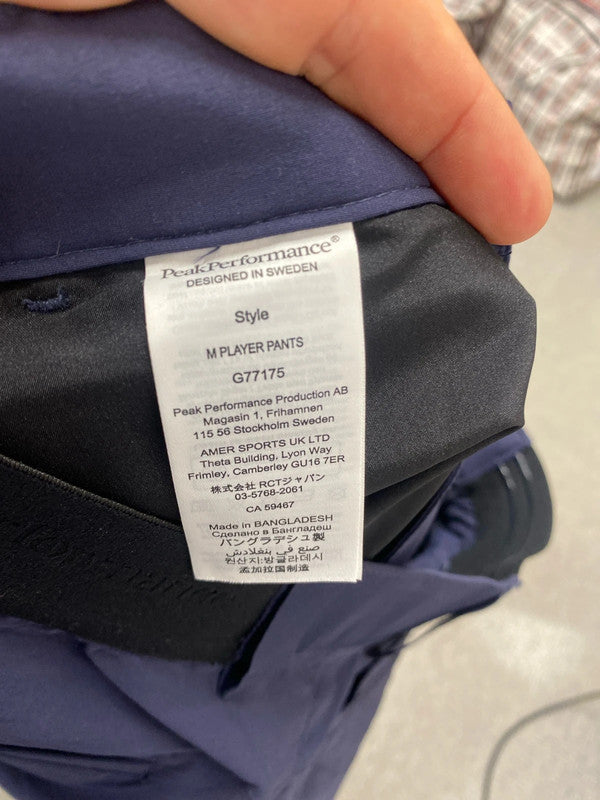 PeakPerformance®
DESIGNED IN SWEDEN
Style
M PLAYER PANTS
G77175
Peak Performance Production AB
Magasin 1, Frihamnen
115 56 Stockholm Sweden
AMER SPORTS UK LTD
Theta Building, Lyon Way
Frimley, Camberley GU16 7ER
株式会社 RCTジャパン
03-5768-2061
CA 59467
Made in BANGLADESH
Сделано в Бангладеш
バングラデシュ製
صنع في بنغلادش
원산지:방글라데시
孟加拉国制造